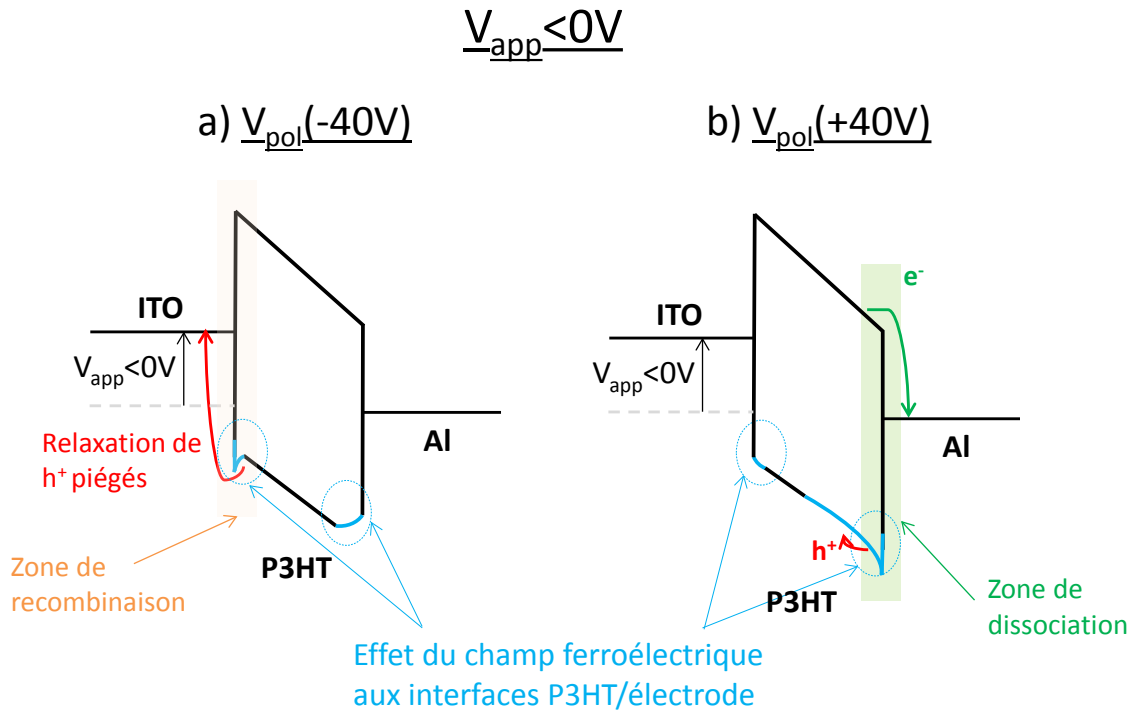 Vapp<0V
a) Vpol(-40V)
b) Vpol(+40V)
ITO
Vapp<0V
Al
Relaxation de
h+ piégés
P3HT
Zone de
recombinaison
ITO
Vapp<0V
e-
Al
h+
P3HT
Zone de
dissociation
Effet du champ ferroélectrique
aux interfaces P3HT/électrode